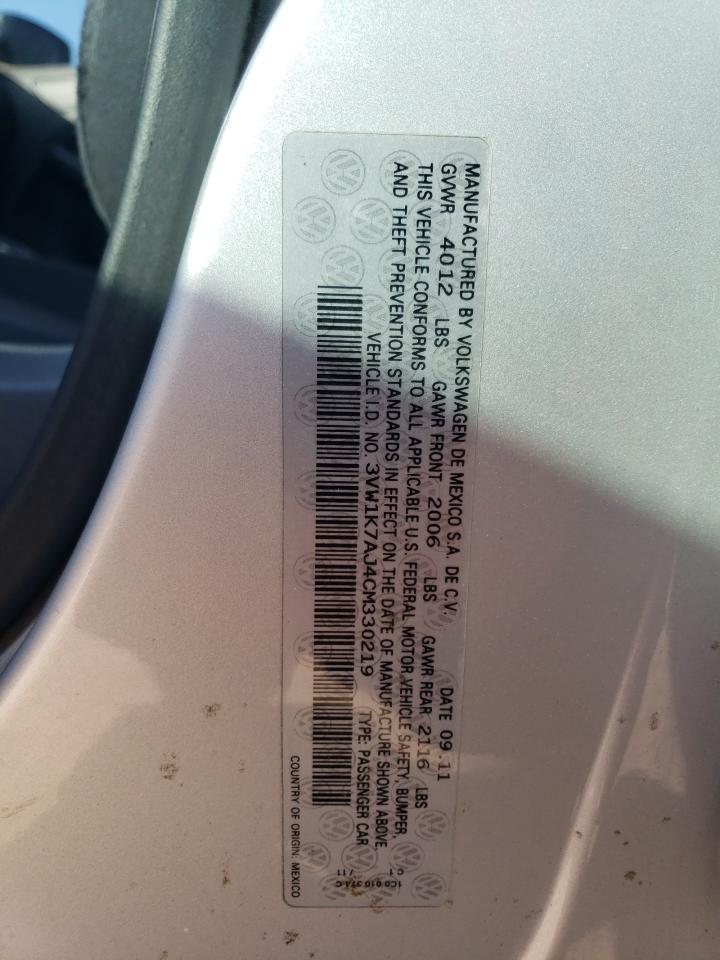 MANUFACTURED BY VOLKSWAGEN DE MEXICO S.A. DE C.V. DATE 09.11
GVWR 4012 LBS GAWR FRONT 2006 LBS GAWR REAR 2116 LBS
THIS VEHICLE CONFORMS TO ALL APPLICABLE U.S. FEDERAL MOTOR VEHICLE SAFETY, BUMPER,
AND THEFT PREVENTION STANDARDS IN EFFECT ON THE DATE OF MANUFACTURE SHOWN ABOVE.
VEHICLE I.D. NO. 3VW1K7AJ4CM330219 TYPE: PASSENGER CAR
COUNTRY OF ORIGIN: MEXICO